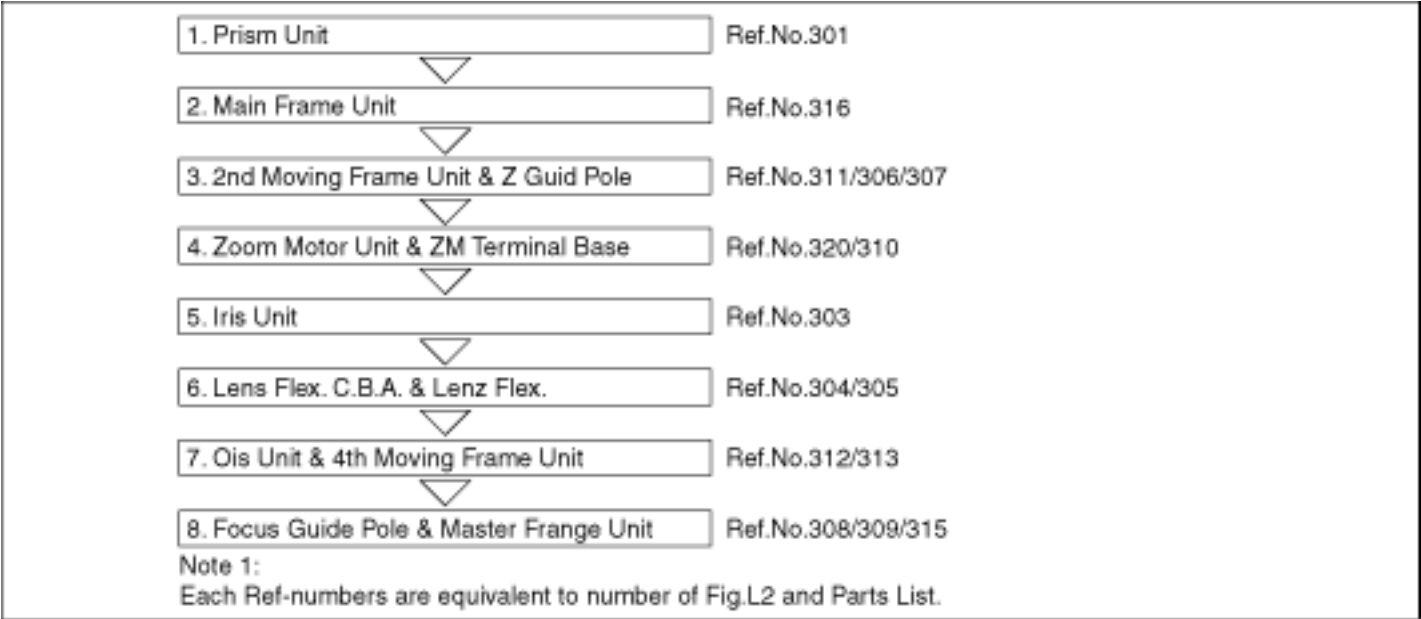 1. Prism Unit Ref.No.301
2. Main Frame Unit Ref.No.316
3. 2nd Moving Frame Unit & Z Guid Pole Ref.No.311/306/307
4. Zoom Motor Unit & ZM Terminal Base Ref.No.320/310
5. Iris Unit Ref.No.303
6. Lens Flex. C.B.A. & Lenz Flex. Ref.No.304/305
7. Ois Unit & 4th Moving Frame Unit Ref.No.312/313
8. Focus Guide Pole & Master Frange Unit Ref.No.308/309/315
Note 1:
Each Ref-numbers are equivalent to number of Fig.L2 and Parts List.